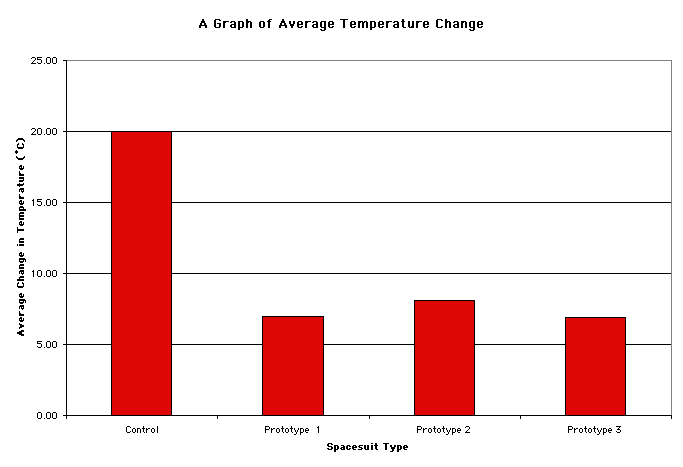 A Graph of Average Temperature Change
Average Change in Temperature (°C)
25.00
20.00
15.00
10.00
5.00
0.00
Control
Prototype 1
Prototype 2
Prototype 3
Spacesuit Type